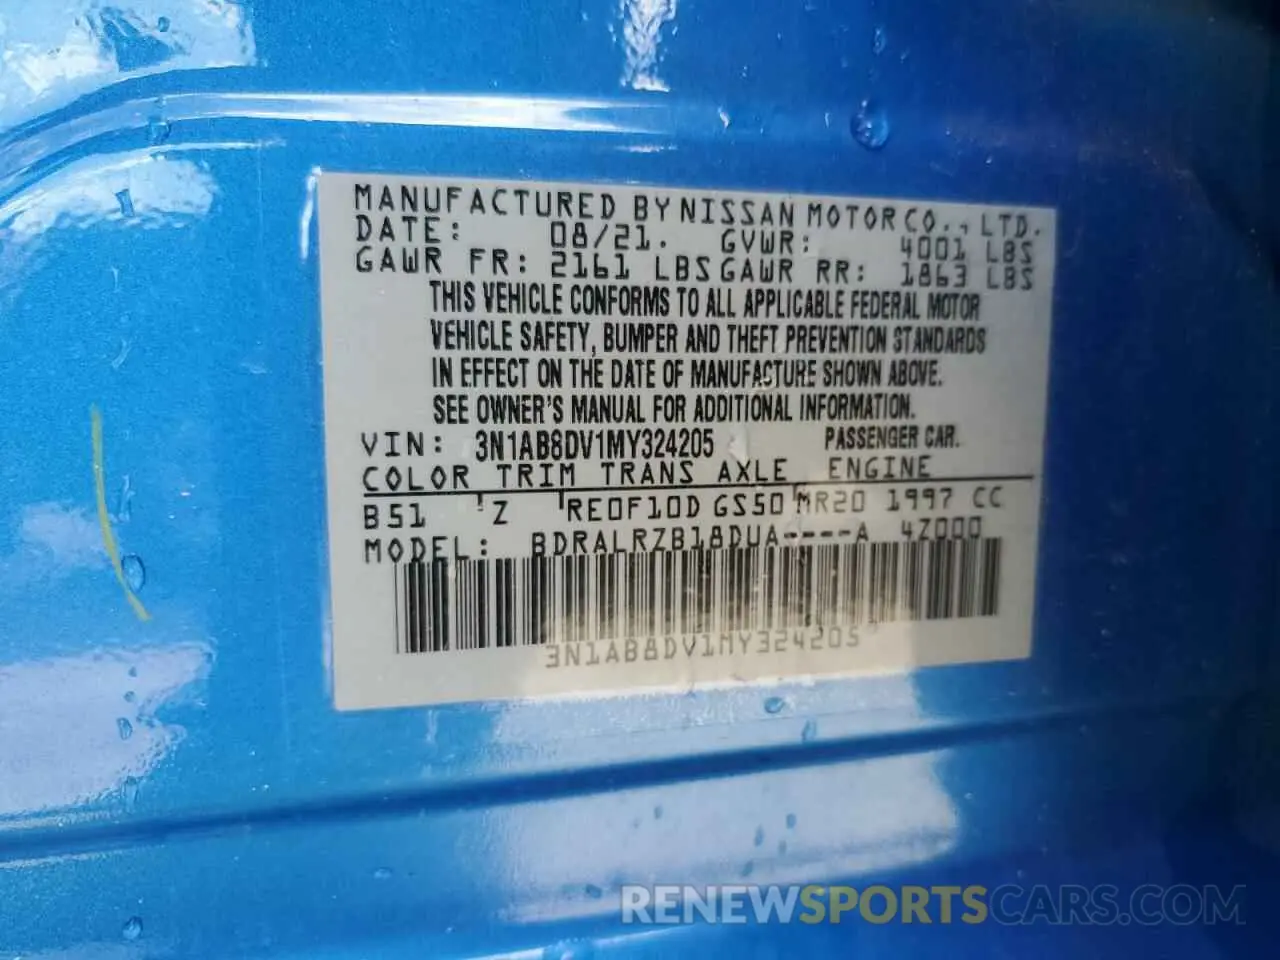 MANUFACTURED BY NISSAN MOTOR CO., LTD.
DATE: 08/21. GVWR: 4001 LBS
GAWR FR: 2161 LBS GAWR RR: 1863 LBS
THIS VEHICLE CONFORMS TO ALL APPLICABLE FEDERAL MOTOR
VEHICLE SAFETY, BUMPER AND THEFT PREVENTION STANDARDS
IN EFFECT ON THE DATE OF MANUFACTURE SHOWN ABOVE.
SEE OWNER'S MANUAL FOR ADDITIONAL INFORMATION.
VIN: 3N1AB8DV1MY324205 PASSENGER CAR.
COLOR TRIM TRANS AXLE ENGINE
B51 Z RE0F10D GS50 MR20 1997 CC
MODEL: BDRALRZB18DUA----A 4Z000
3N1AB8DV1MY324205
RENEWSPORTSCARS.COM